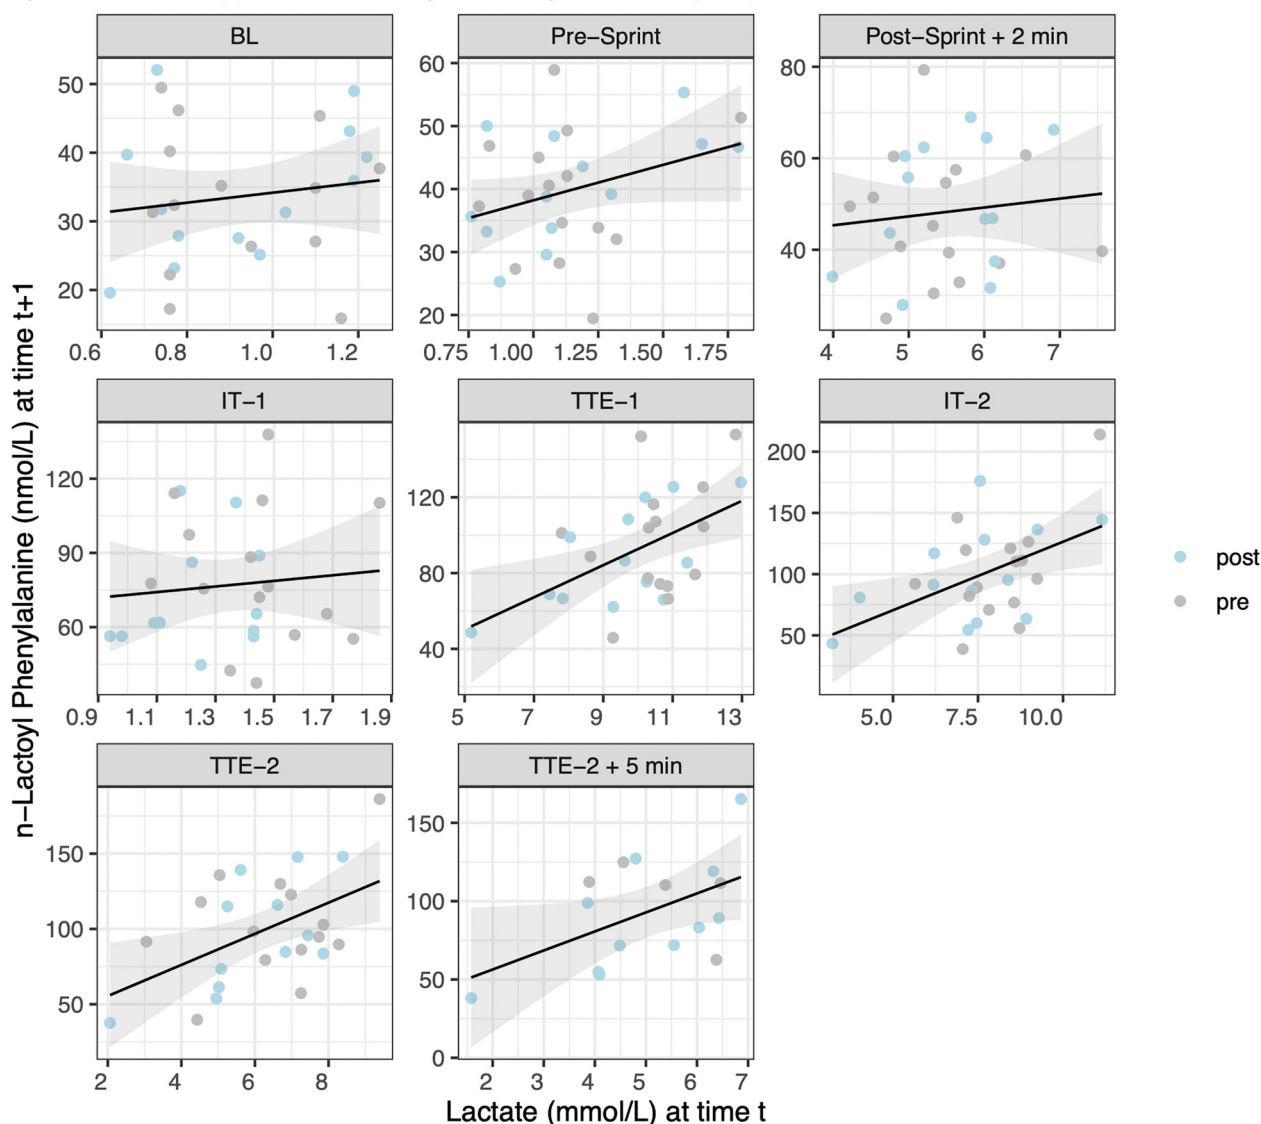 BL
Pre−Sprint
Post−Sprint + 2 min
50
40
30
20
0.6 0.8 1.0 1.2
60
50
40
30
20
0.75 1.00 1.25 1.50 1.75
80
60
40
4 5 6 7
IT−1
TTE−1
IT−2
120
90
60
0.9 1.1 1.3 1.5 1.7 1.9
120
80
40
5 7 9 11 13
200
150
100
50
5.0 7.5 10.0
TTE−2
TTE−2 + 5 min
150
100
50
2 4 6 8
150
100
50
0
2 3 4 5 6 7
n−Lactoyl Phenylalanine (nmol/L) at time t+1
Lactate (mmol/L) at time t
post
pre